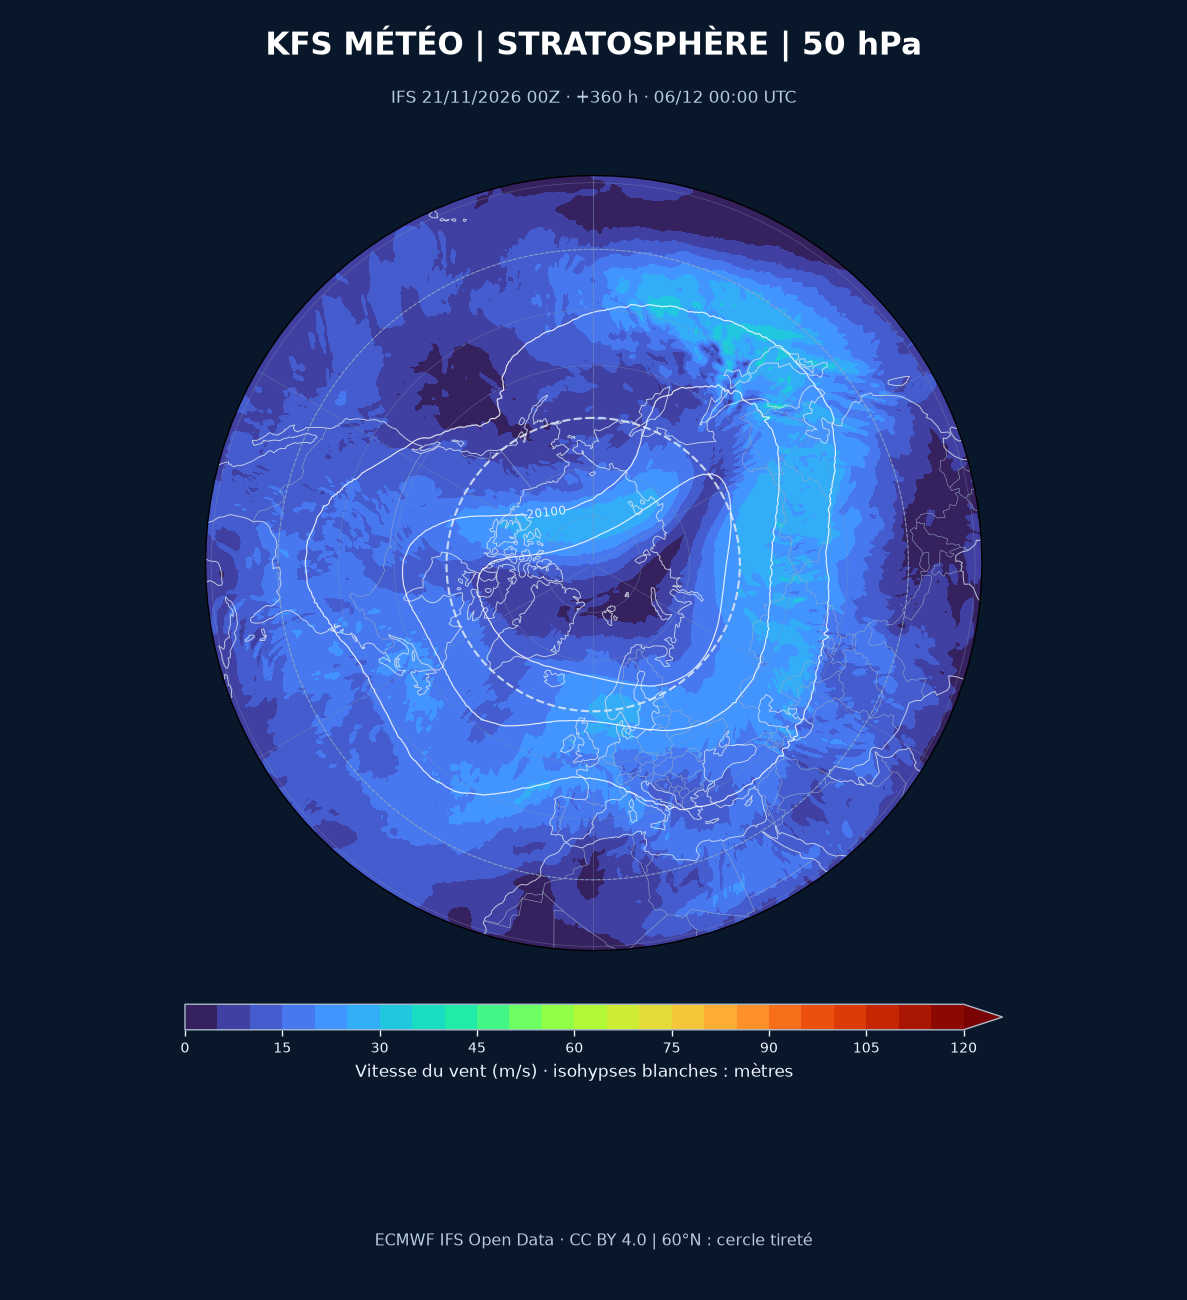 KFS MÉTÉO | STRATOSPHÈRE | 50 hPa
IFS 21/11/2026 00Z · +360 h · 06/12 00:00 UTC
20100
0 15 30 45 60 75 90 105 120
Vitesse du vent (m/s) · isohypses blanches : mètres
ECMWF IFS Open Data · CC BY 4.0 | 60°N : cercle tireté